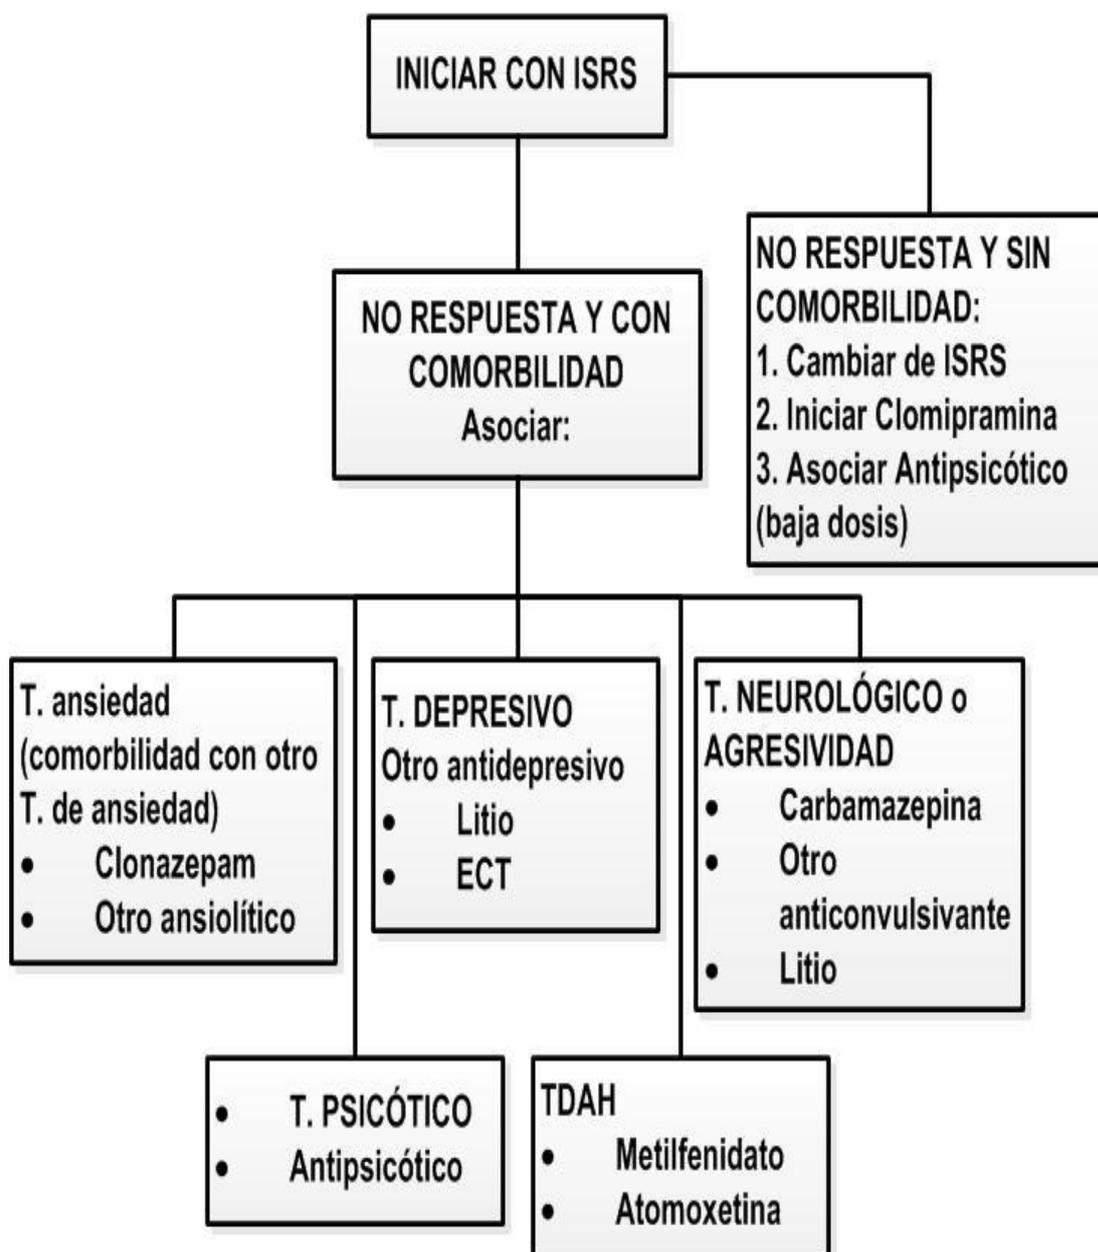 INICIAR CON ISRS
NO RESPUESTA Y SIN
COMORBILIDAD:
1. Cambiar de ISRS
2. Iniciar Clomipramina
3. Asociar Antipsicótico
(baja dosis)
NO RESPUESTA Y CON
COMORBILIDAD
Asociar:
T. ansiedad
(comorbilidad con otro
T. de ansiedad)
• Clonazepam
• Otro ansiolítico
T. DEPRESIVO
Otro antidepresivo
• Litio
• ECT
T. NEUROLÓGICO o
AGRESIVIDAD
• Carbamazepina
• Otro
anticonvulsivante
• Litio
• T. PSICÓTICO
• Antipsicótico
TDAH
• Metilfenidato
• Atomoxetina